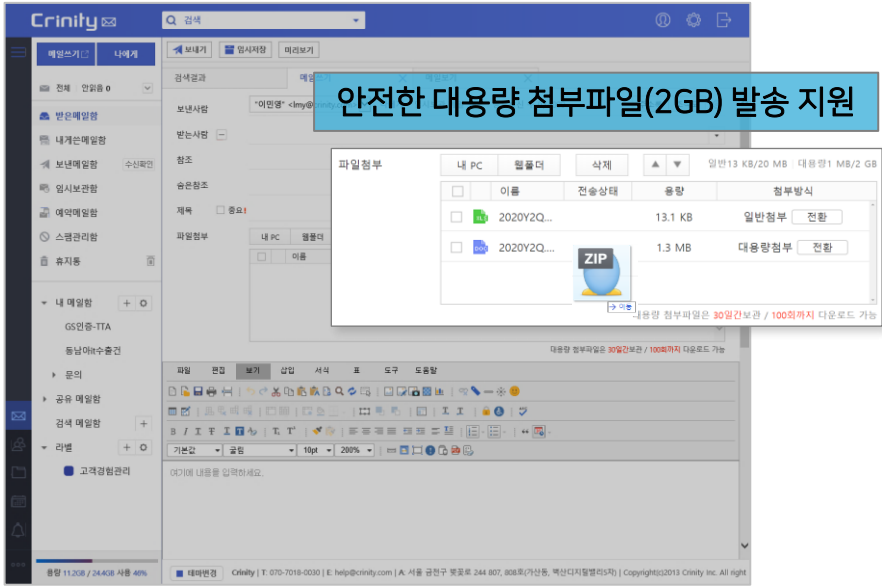 Crinity
검색
메일쓰기
나에게
보내기
임시저장
미리보기
전체 안읽음 0
검색결과
받은메일함
내게쓴메일함
보낸메일함 수신확인
임시보관함
예약메일함
스팸관리함
휴지통
내 메일함
GS인증-TTA
동남아it수출건
문의
공유 메일함
검색 메일함
라벨
고객경험관리
용량 11.2GB / 24.4GB 사용 46%
보낸사람 "이민영" <lmy@
받는사람
참조
숨은참조
제목 중요!
파일첨부 내 PC 웹폴더
이름
안전한 대용량 첨부파일(2GB) 발송 지원
파일첨부 내 PC 웹폴더 삭제 일반13 KB/20 MB 대용량1 MB/2 GB
이름 전송상태 용량 첨부방식
XLS 2020Y2Q... 13.1 KB 일반첨부 전환
DOC 2020Y2Q.... 1.3 MB 대용량첨부 전환
ZIP
이동
대용량 첨부파일은 30일간보관 / 100회까지 다운로드 가능
대용량 첨부파일은 30일간보관 / 100회까지 다운로드 가능
파일 편집 보기 삽입 서식 표 도구 도움말
기본값 굴림 10pt 200%
여기에 내용을 입력하세요.
테마변경
Crinity | T: 070-7018-0030 | E: help@crinity.com | A: 서울 금천구 벚꽃로 244 807, 808호(가산동, 벽산디지털밸리5차) | Copyright(c)2013 Crinity Inc. All right